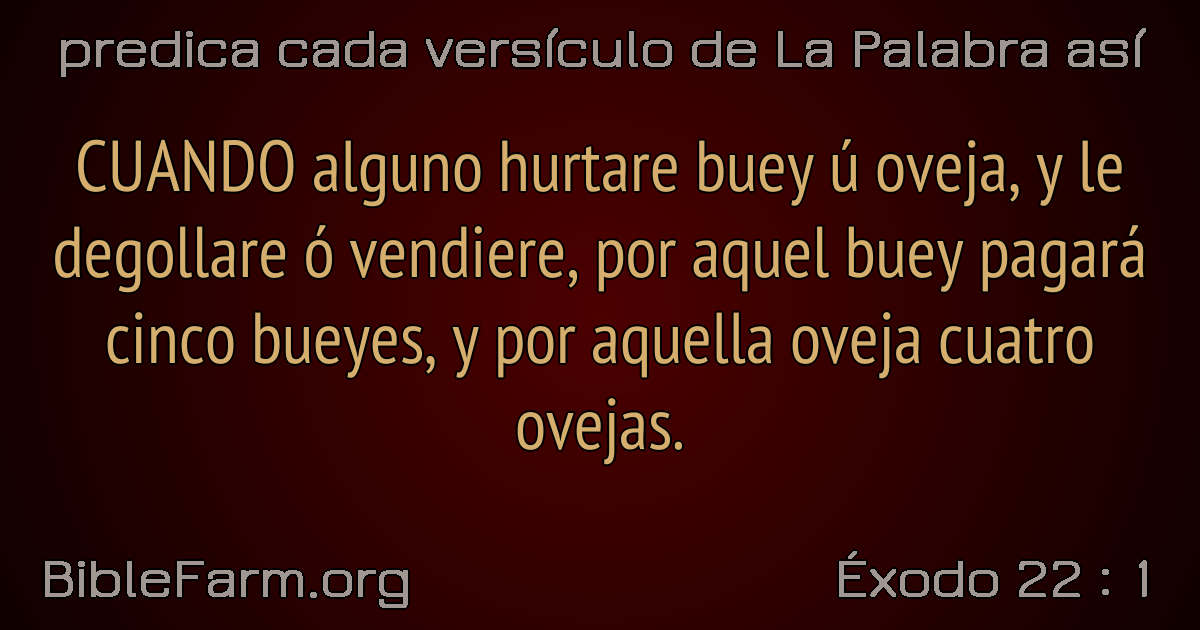 predica cada versículo de La Palabra así
CUANDO alguno hurtare buey ú oveja, y le
degollare ó vendiere, por aquel buey pagará
cinco bueyes, y por aquella oveja cuatro
ovejas.
BibleFarm.org
Éxodo 22 : 1